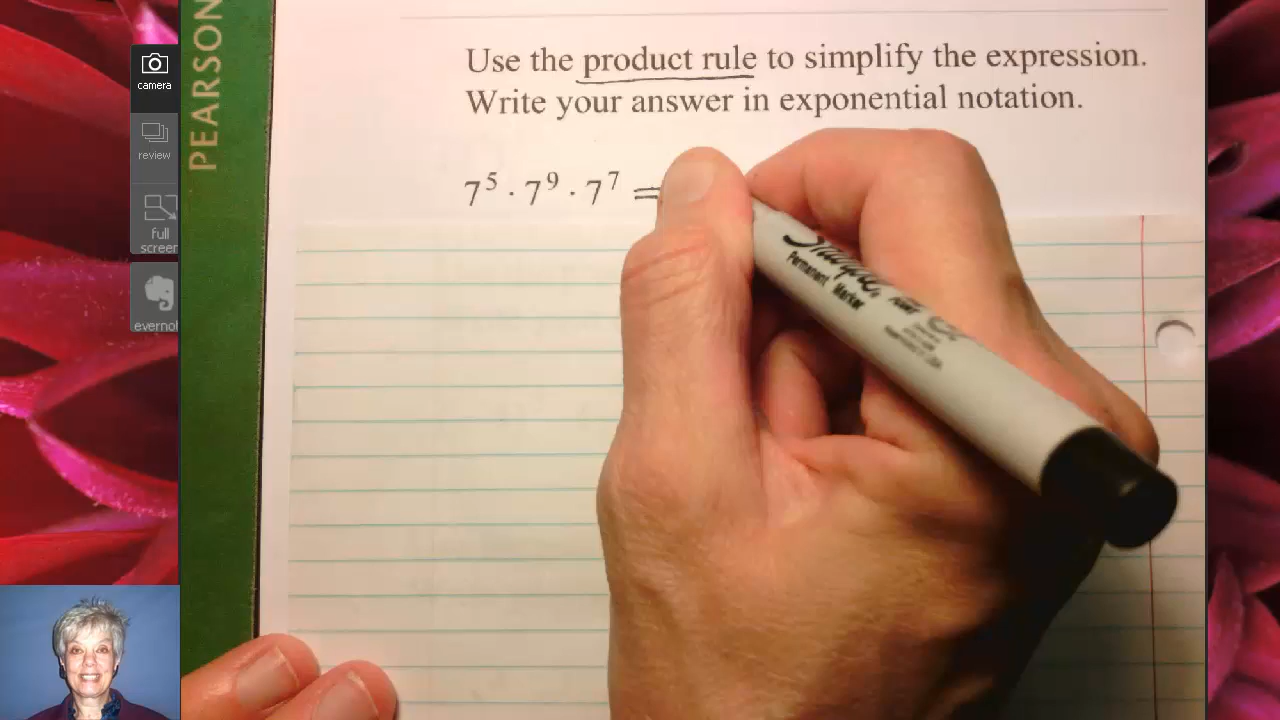 PEARSON
camera
review
full
screen
evernot
Use the product rule to simplify the expression.
Write your answer in exponential notation.
7⁵ · 7⁹ · 7⁷ =
Sharpie
Permanent Marker